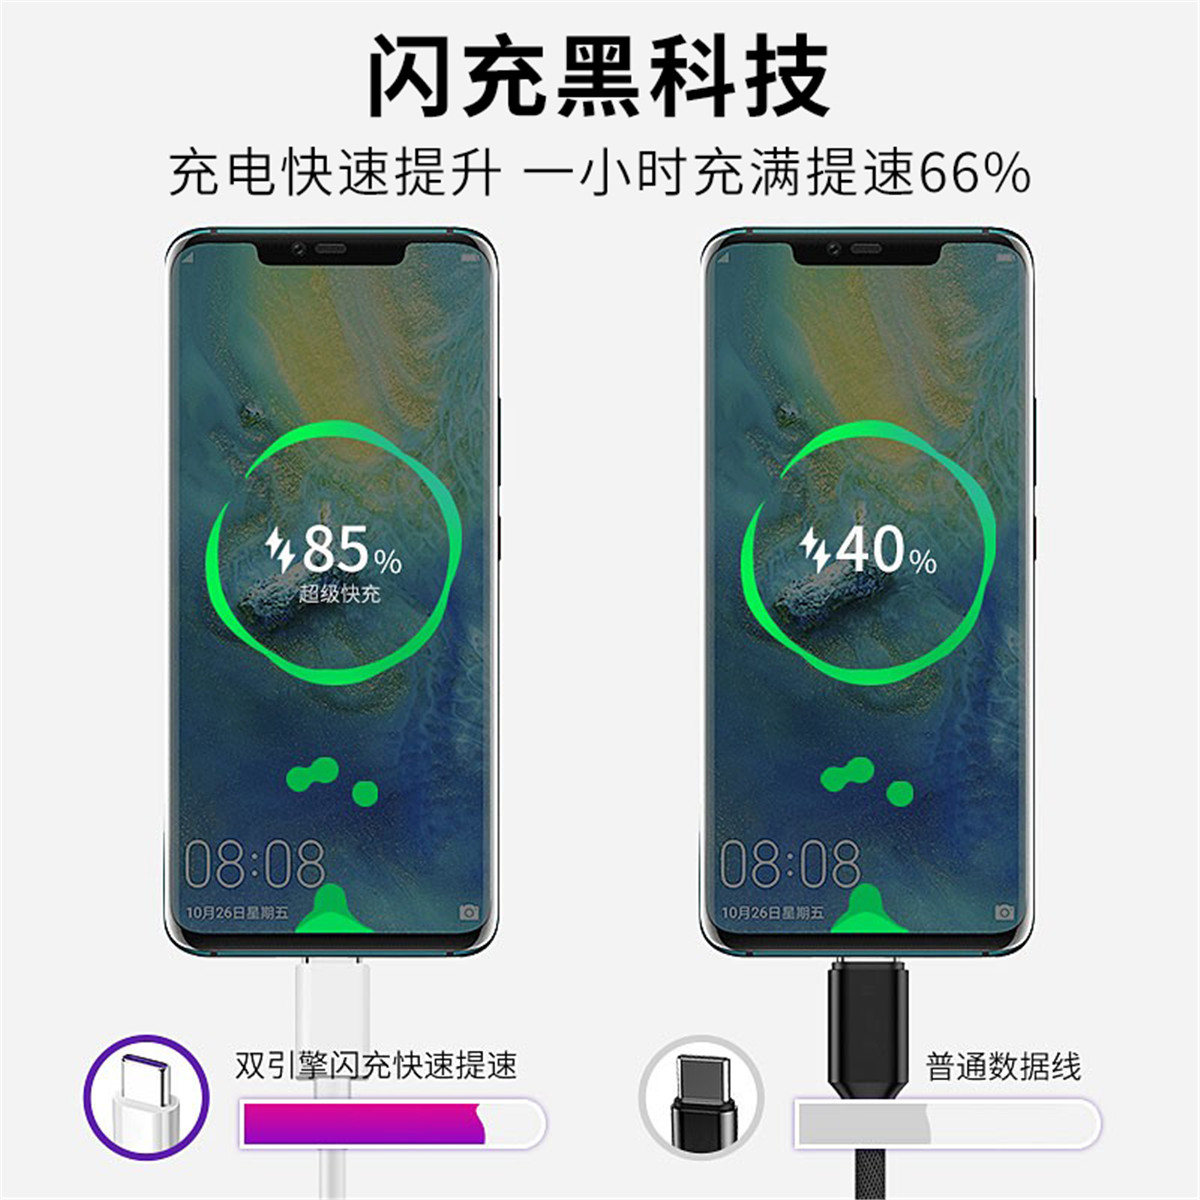 闪充黑科技
充电快速提升 一小时充满提速66%
85%
超级快充
40%
08:08
10月26日星期五
08:08
10月26日星期五
双引擎闪充快速提速
普通数据线